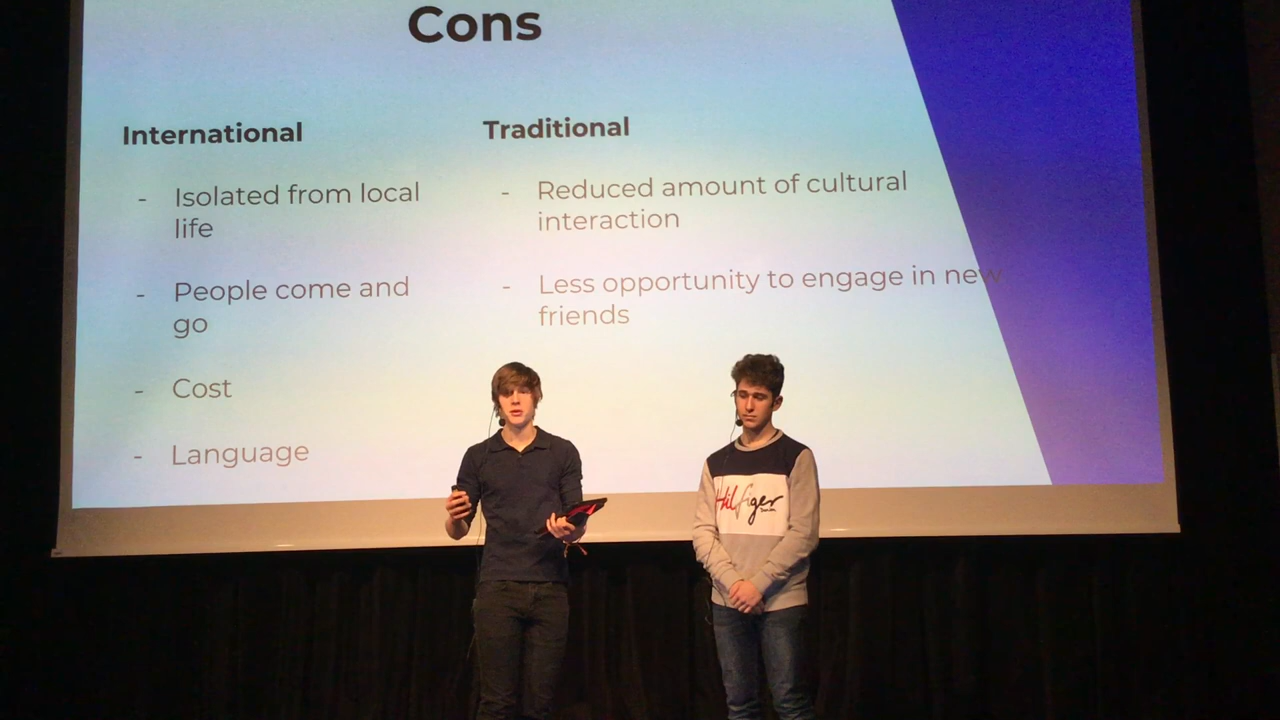 Cons
International
- Isolated from local
life
- People come and
go
- Cost
- Language
Traditional
- Reduced amount of cultural
interaction
- Less opportunity to engage in new
friends
Hilfiger